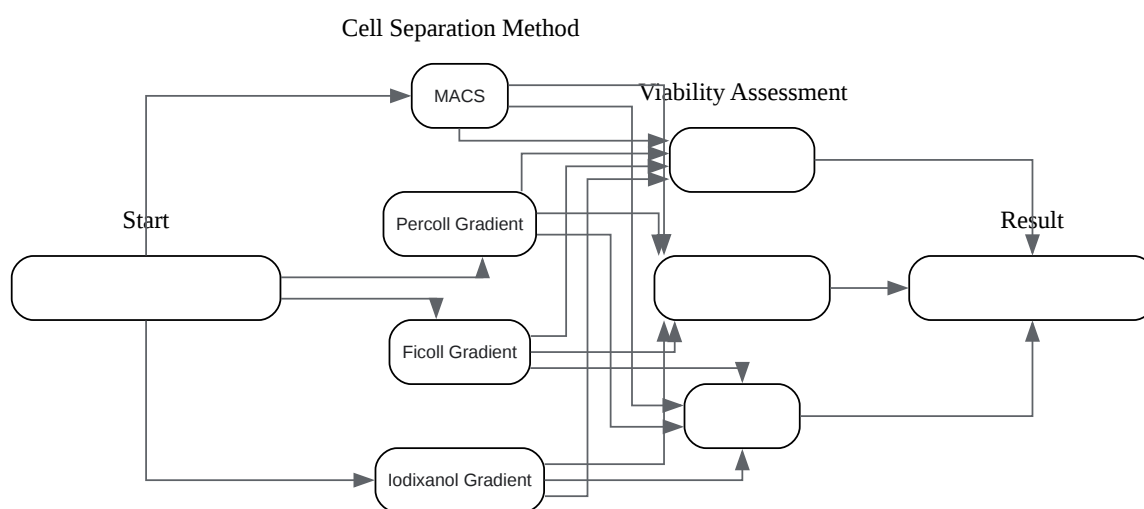 Cell Separation Method
MACS
Viability Assessment
Percoll Gradient
Start
Result
Ficoll Gradient
Iodixanol Gradient